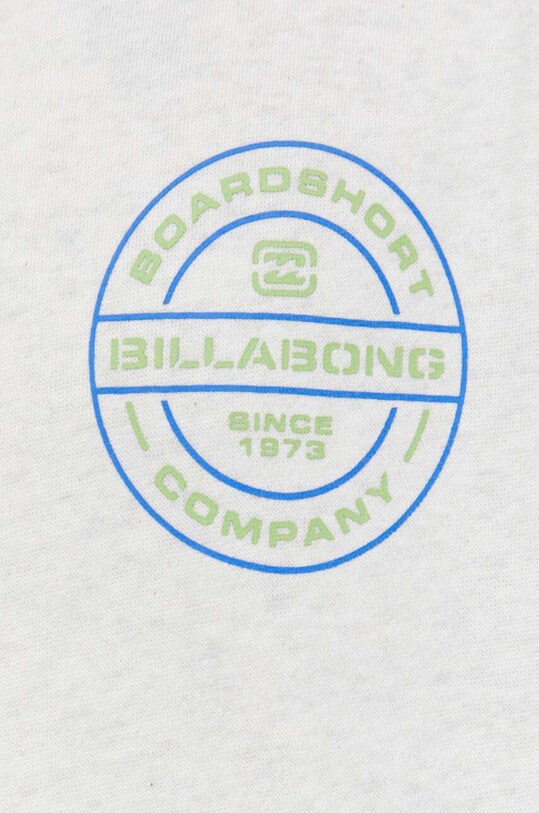 BOARDSHORT
BILLABONG
SINCE
1973
COMPANY